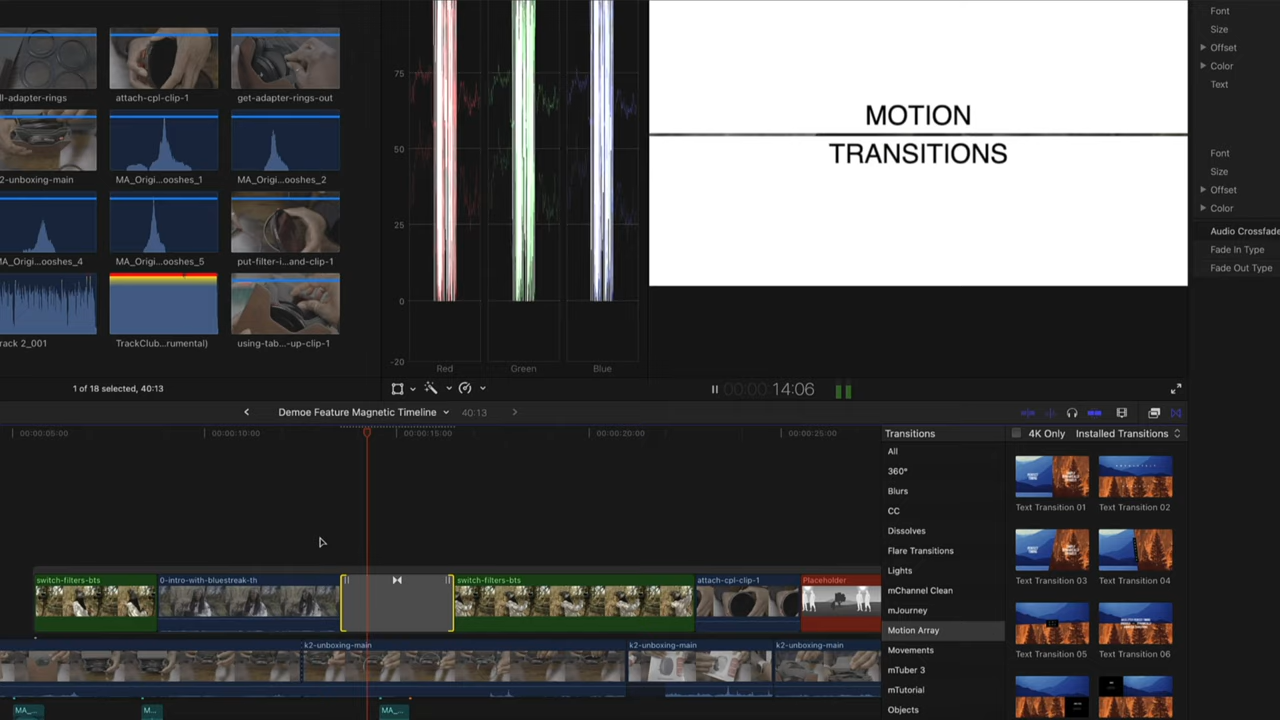 ll-adapter-rings
attach-cpl-clip-1
get-adapter-rings-out
2-unboxing-main
MA_Origi...ooshes_1
MA_Origi...ooshes_2
MA_Origi...ooshes_4
MA_Origi...ooshes_5
put-filter-i...and-clip-1
rack 2_001
TrackClub...rumental)
using-tab...-up-clip-1
1 of 18 selected, 40:13
75
50
25
0
-20
Red
Green
Blue
MOTION
TRANSITIONS
00:00:00:14:06
Font
Size
Offset
Color
Text
Font
Size
Offset
Color
Audio Crossfade
Fade In Type
Fade Out Type
Demoe Feature Magnetic Timeline
40:13
00:00:05:00
00:00:10:00
00:00:15:00
00:00:20:00
00:00:25:00
switch-filters-bts
0-intro-with-bluestreak-th
switch-filters-bts
attach-cpl-clip-1
Placeholder
k2-unboxing-main
k2-unboxing-main
k2-unboxing-main
MA_...
M...
MA_...
Transitions
4K Only
Installed Transitions
All
360°
Blurs
CC
Dissolves
Flare Transitions
Lights
mChannel Clean
mJourney
Motion Array
Movements
mTuber 3
mTutorial
Objects
Text Transition 01
Text Transition 02
Text Transition 03
Text Transition 04
Text Transition 05
Text Transition 06